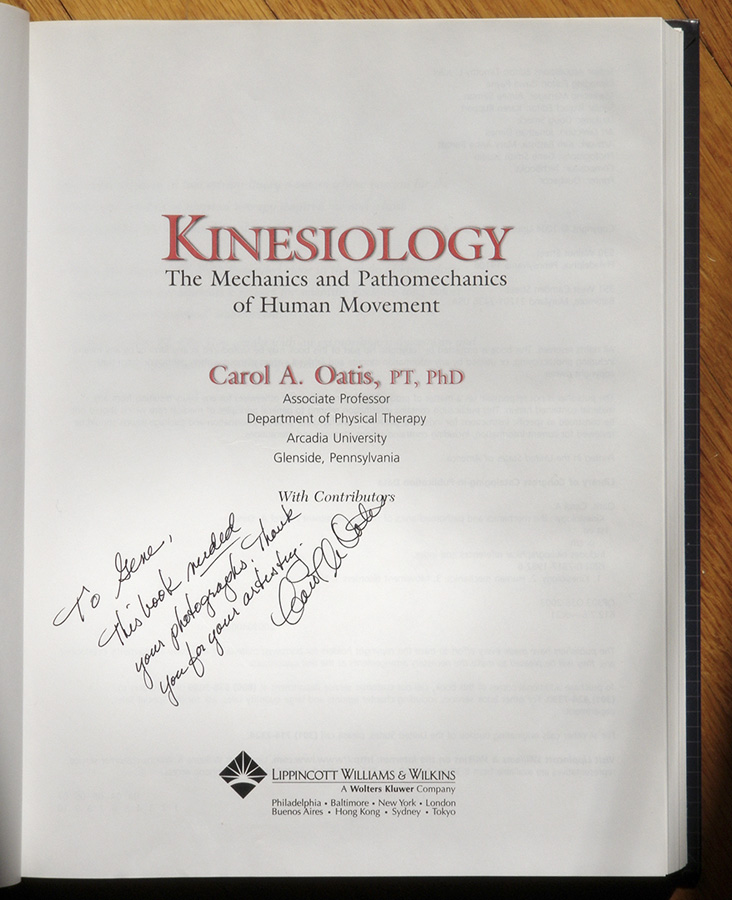 KINESIOLOGY
The Mechanics and Pathomechanics
of Human Movement
Carol A. Oatis, PT, PhD
Associate Professor
Department of Physical Therapy
Arcadia University
Glenside, Pennsylvania
With Contributors
To Gene,
This book needed
your photographs. Thank
you for your artistry.
Carol A Oatis
LIPPINCOTT WILLIAMS & WILKINS
A Wolters Kluwer Company
Philadelphia • Baltimore • New York • London
Buenos Aires • Hong Kong • Sydney • Tokyo